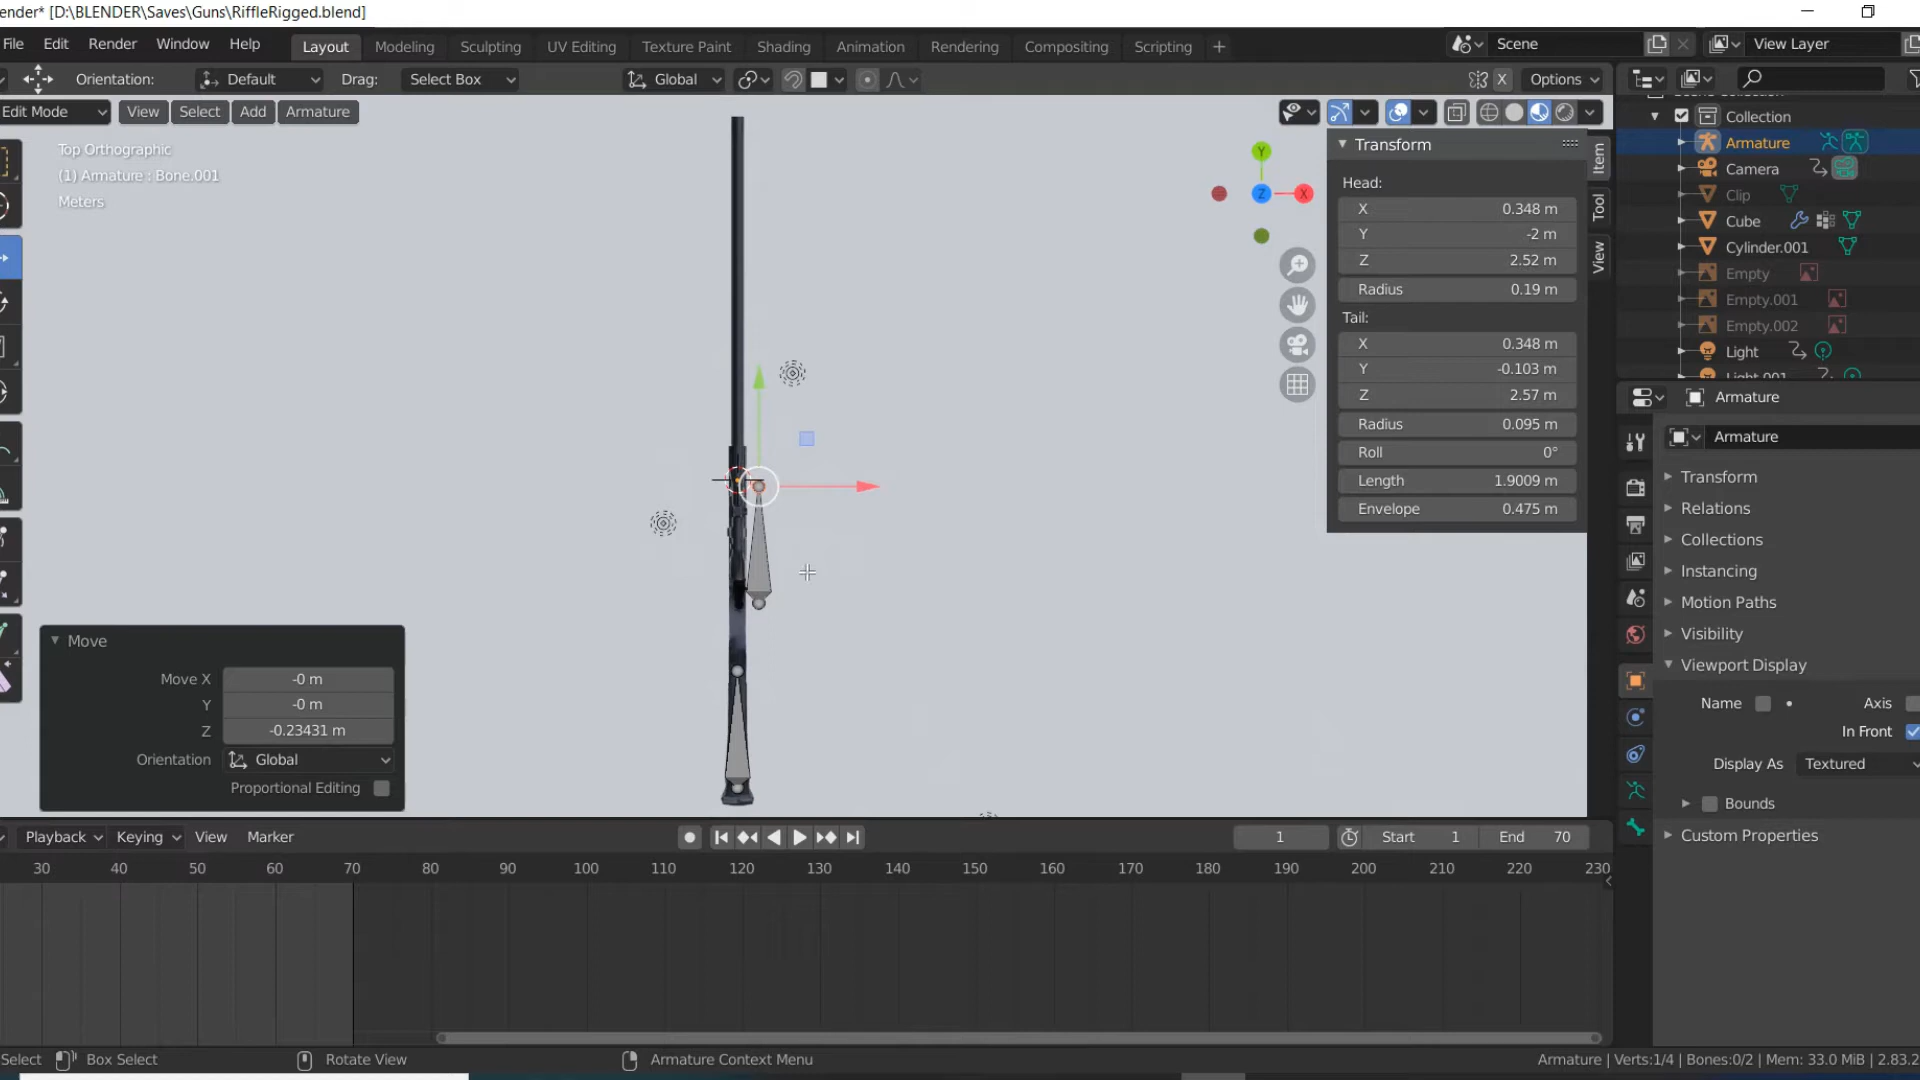 ender* [D:\BLENDER\Saves\Guns\RiffleRigged.blend]
File Edit Render Window Help Layout Modeling Sculpting UV Editing Texture Paint Shading Animation Rendering Compositing Scripting + Scene View Layer
Orientation: Default Drag: Select Box Global X Options
Edit Mode View Select Add Armature
Top Orthographic
(1) Armature : Bone.001
Meters
Y
Z X
Transform
Head:
X 0.348 m
Y -2 m
Z 2.52 m
Radius 0.19 m
Tail:
X 0.348 m
Y -0.103 m
Z 2.57 m
Radius 0.095 m
Roll 0°
Length 1.9009 m
Envelope 0.475 m
Item
Tool
View
Collection
Armature
Camera
Clip
Cube
Cylinder.001
Empty
Empty.001
Empty.002
Light
Light.001
Armature
Armature
Transform
Relations
Collections
Instancing
Motion Paths
Visibility
Viewport Display
Name Axis
In Front
Display As Textured
Bounds
Custom Properties
Move
Move X -0 m
Y -0 m
Z -0.23431 m
Orientation Global
Proportional Editing
Playback Keying View Marker 1 Start 1 End 70
30 40 50 60 70 80 90 100 110 120 130 140 150 160 170 180 190 200 210 220 230
Select Box Select Rotate View Armature Context Menu Armature | Verts:1/4 | Bones:0/2 | Mem: 33.0 MiB | 2.83.2